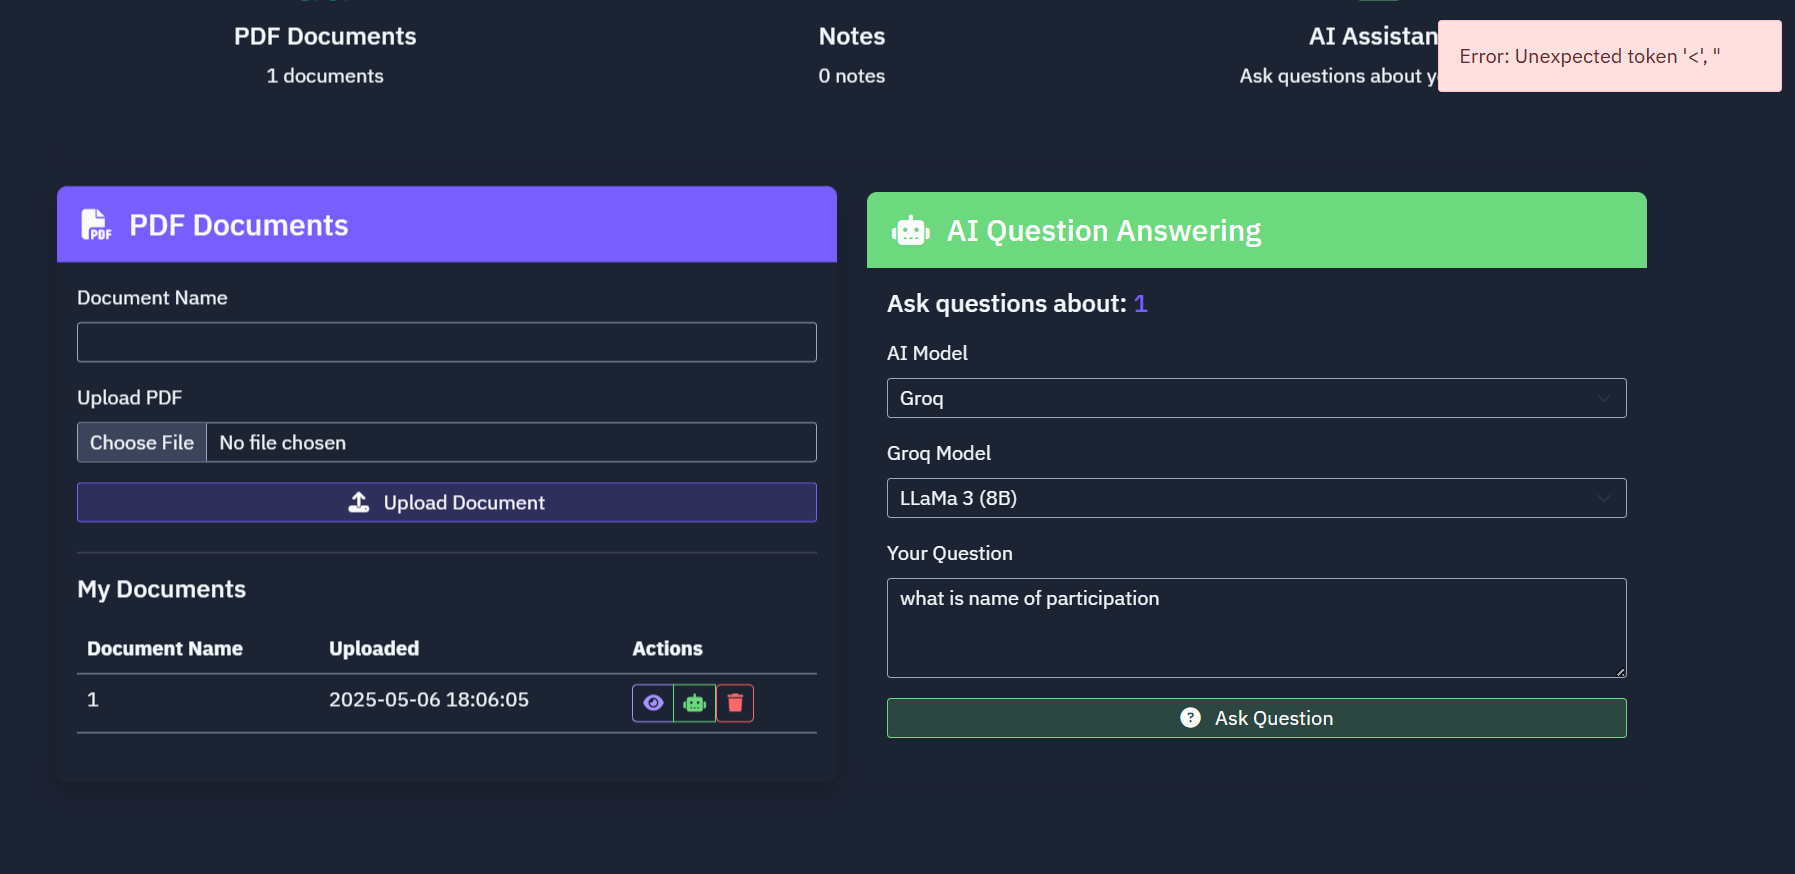 PDF Documents
1 documents
Notes
0 notes
AI Assistan
Ask questions about y
Error: Unexpected token '<', "
PDF Documents
Document Name
Upload PDF
Choose File No file chosen
Upload Document
My Documents
Document Name Uploaded Actions
1 2025-05-06 18:06:05
AI Question Answering
Ask questions about: 1
AI Model
Groq
Groq Model
LLaMa 3 (8B)
Your Question
what is name of participation
Ask Question